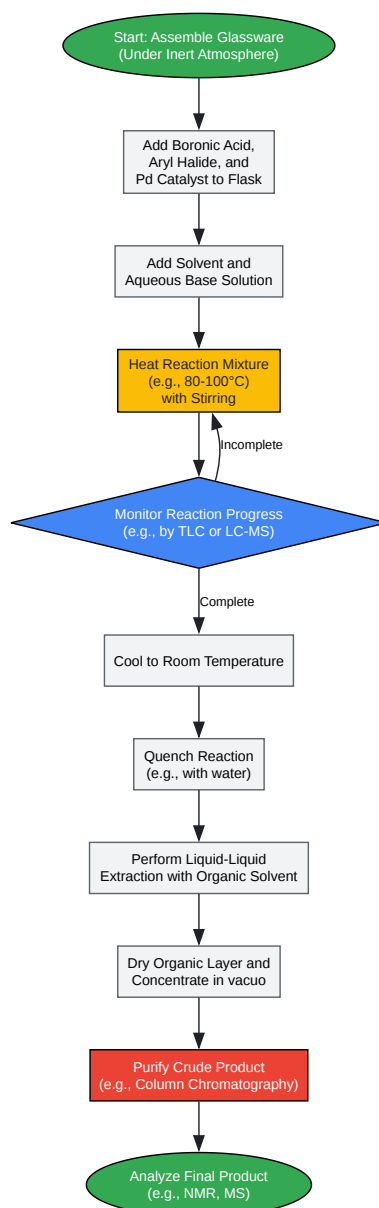 Start: Assemble Glassware
(Under Inert Atmosphere)
Add Boronic Acid,
Aryl Halide, and
Pd Catalyst to Flask
Add Solvent and
Aqueous Base Solution
Heat Reaction Mixture
(e.g., 80-100°C)
with Stirring
Incomplete
Monitor Reaction Progress
(e.g., by TLC or LC-MS)
Complete
Cool to Room Temperature
Quench Reaction
(e.g., with water)
Perform Liquid-Liquid
Extraction with Organic Solvent
Dry Organic Layer and
Concentrate in vacuo
Purify Crude Product
(e.g., Column Chromatography)
Analyze Final Product
(e.g., NMR, MS)